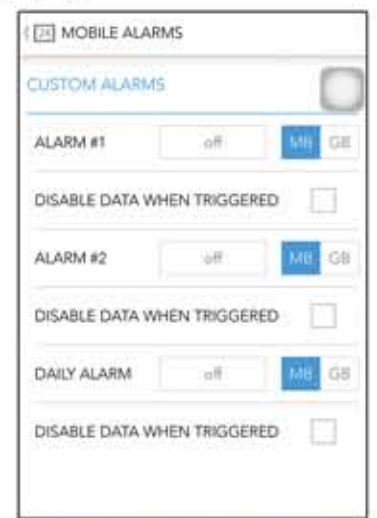 24 MOBILE ALARMS
CUSTOM ALARMS
ALARM #1 off MB GB
DISABLE DATA WHEN TRIGGERED
ALARM #2 off MB GB
DISABLE DATA WHEN TRIGGERED
DAILY ALARM off MB GB
DISABLE DATA WHEN TRIGGERED